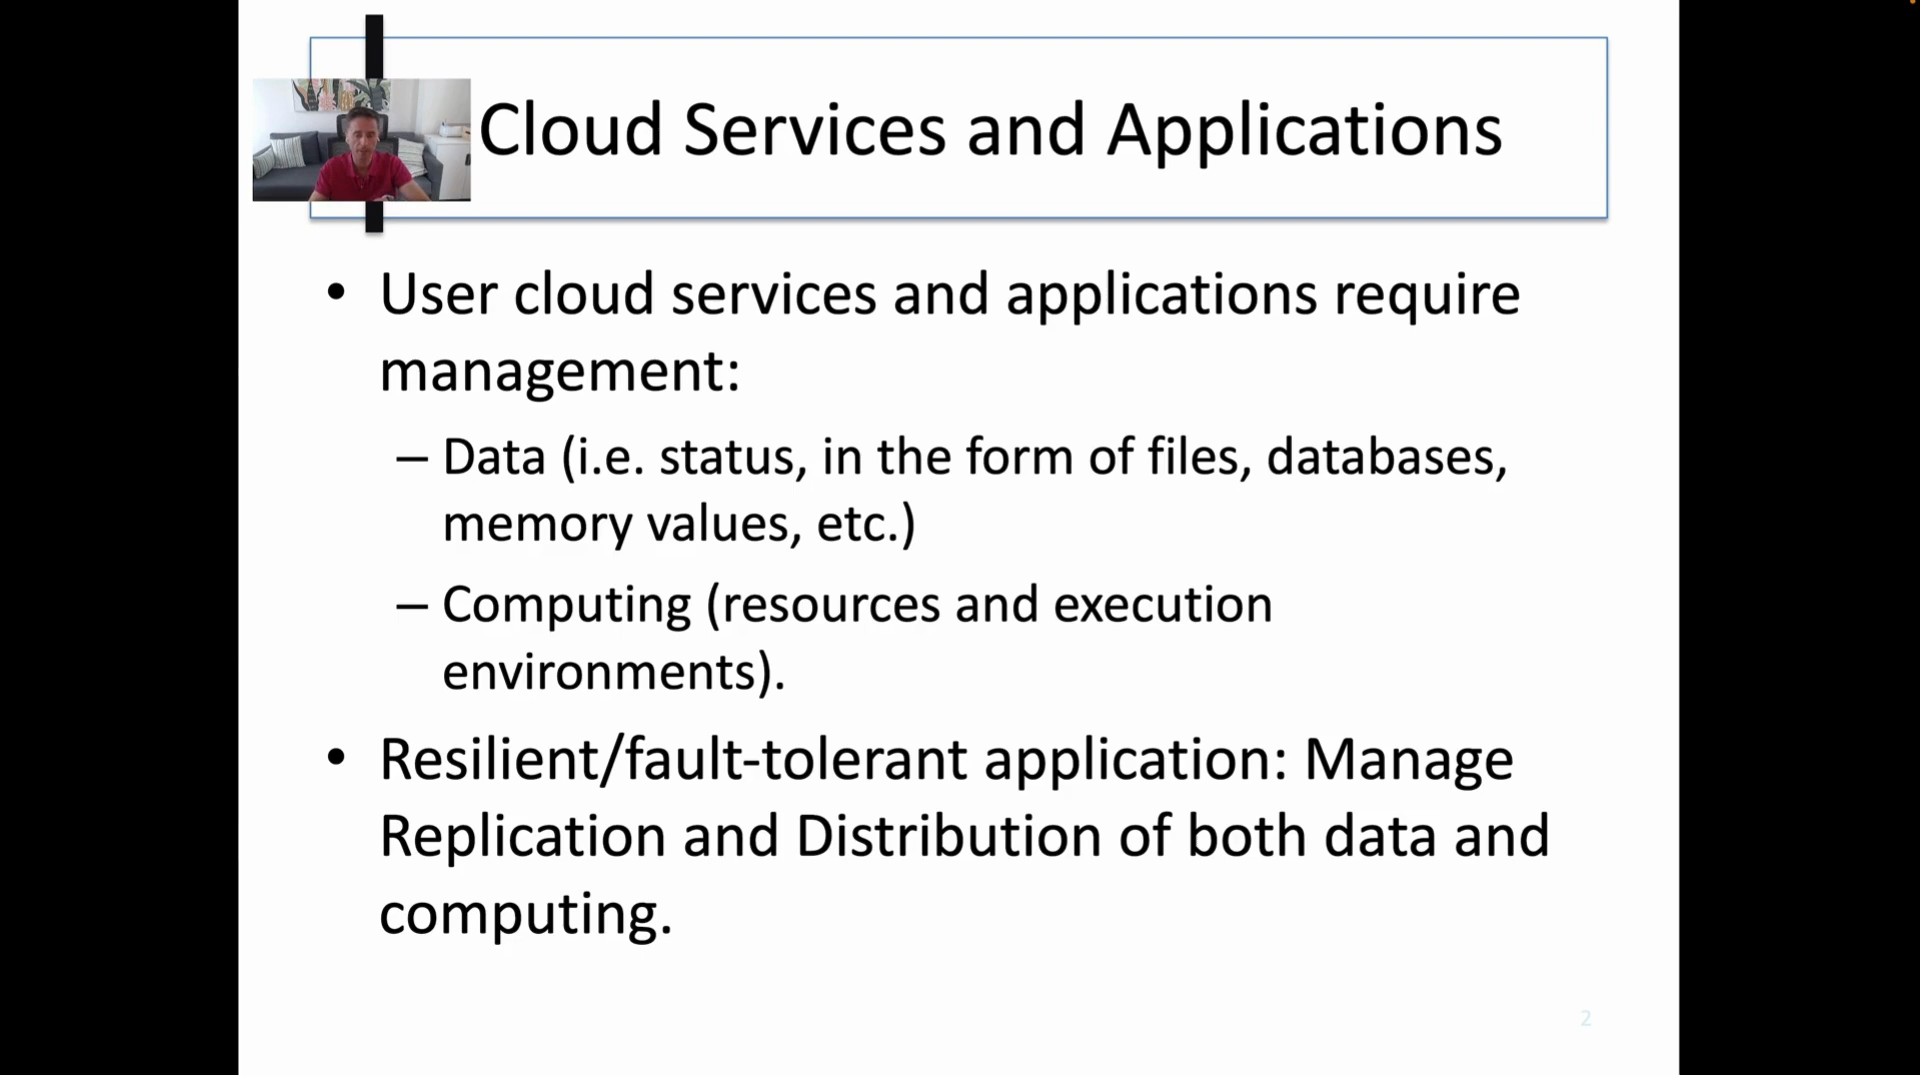 Cloud Services and Applications
• User cloud services and applications require
management:
– Data (i.e. status, in the form of files, databases,
memory values, etc.)
– Computing (resources and execution
environments).
• Resilient/fault-tolerant application: Manage
Replication and Distribution of both data and
computing.
2